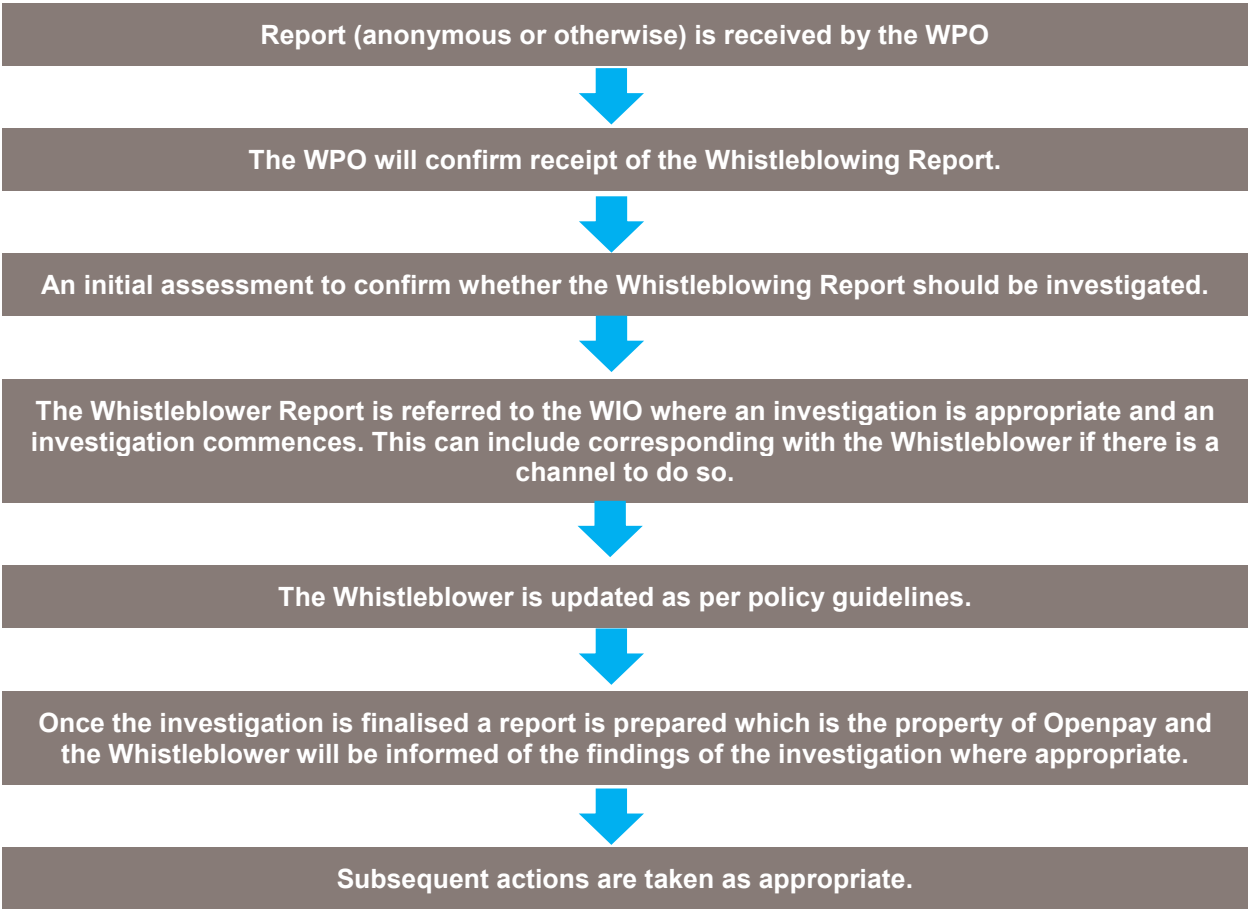 Report (anonymous or otherwise) is received by the WPO
The WPO will confirm receipt of the Whistleblowing Report.
An initial assessment to confirm whether the Whistleblowing Report should be investigated.
The Whistleblower Report is referred to the WIO where an investigation is appropriate and an
investigation commences. This can include corresponding with the Whistleblower if there is a
channel to do so.
The Whistleblower is updated as per policy guidelines.
Once the investigation is finalised a report is prepared which is the property of Openpay and
the Whistleblower will be informed of the findings of the investigation where appropriate.
Subsequent actions are taken as appropriate.